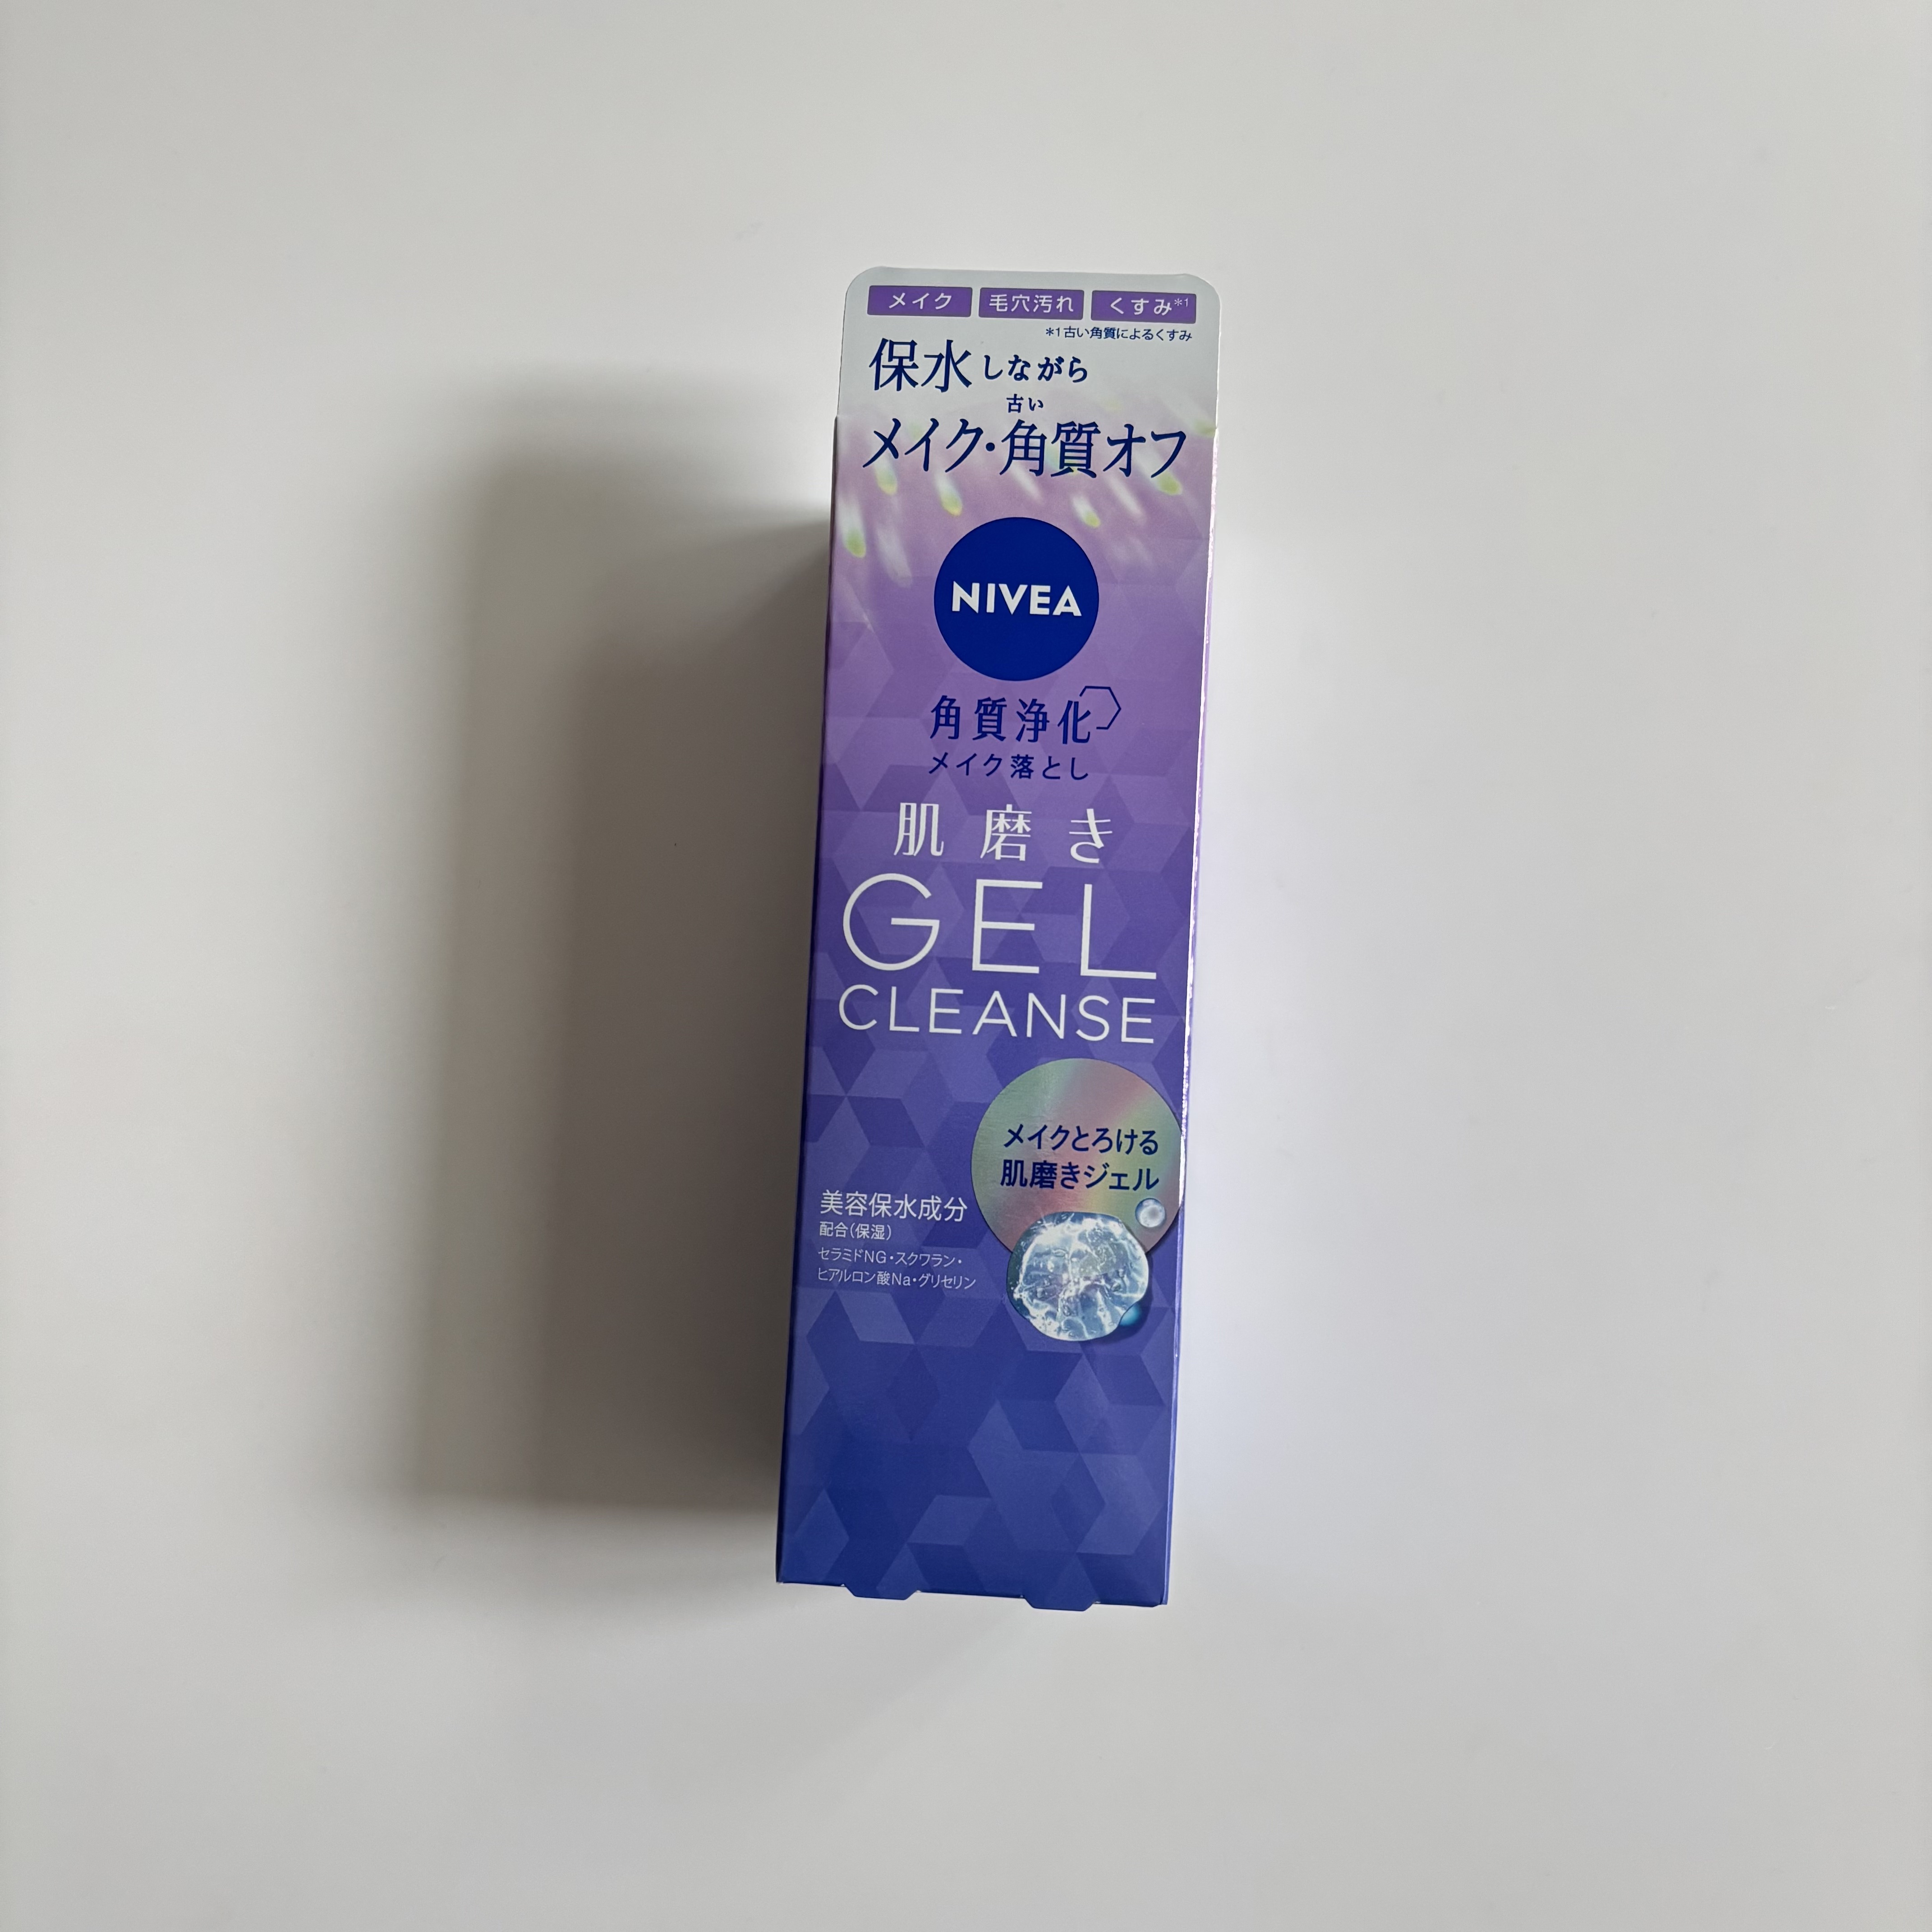 メイク 毛穴汚れ くすみ*1
*1古い角質によるくすみ
保水しながら
古い
メイク・角質オフ
NIVEA
角質浄化
メイク落とし
肌磨き
GEL
CLEANSE
メイクとろける
肌磨きジェル
美容保水成分
配合(保湿)
セラミドNG・スクワラン・
ヒアルロン酸Na・グリセリン